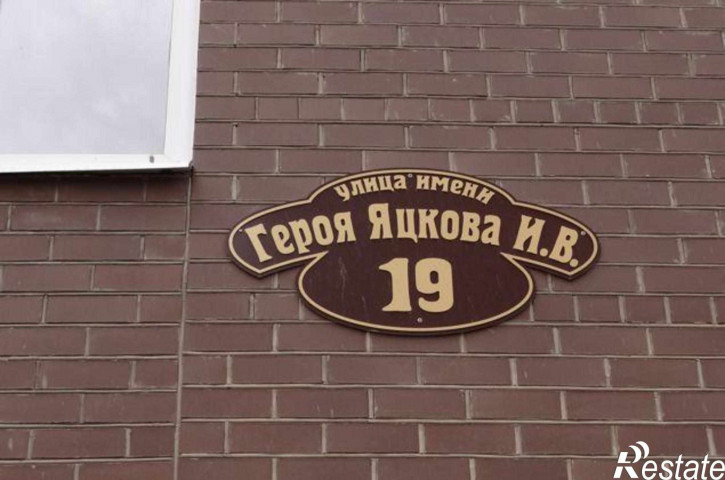 улица имени
Героя Яцкова И.В.
19
Restate